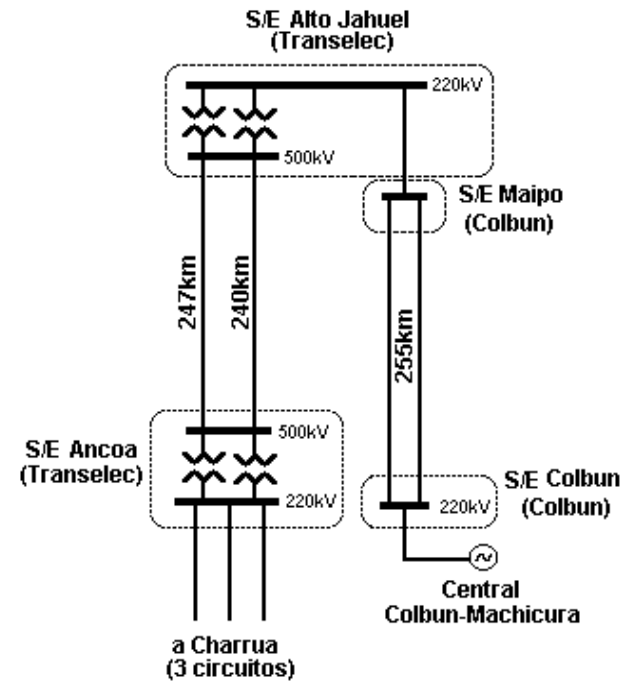 S/E Alto Jahuel
(Transelec)
220kV
500kV
S/E Maipo
(Colbun)
247km
240km
255km
500kV
S/E Ancoa
(Transelec)
220kV
S/E Colbun
(Colbun)
220kV
Central
Colbun-Machicura
a Charrua
(3 circuitos)